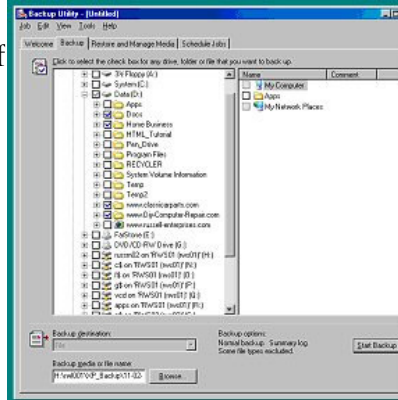 Backup Utility - [Untitled]
Job Edit View Tools Help
Welcome Backup Restore and Manage Media Schedule Jobs
Click to select the check box for any drive, folder or file that you want to back up.
3½ Floppy (A:)
System (C:)
Data (D:)
Apps
Docs
Home Business
HTML_Tutorial
Pen_Drive
Program Files
RECYCLER
System Volume Information
Temp
Temp2
www.classicarparts.com
www.Diy-Computer-Repair.com
www.russell-enterprises.com
FarStone (E:)
DVD/CD-RW Drive (G:)
Name Comment
My Computer
Apps
My Network Places
Backup destination:
File
Backup media or file name:
Browse...
Backup options:
Normal backup. Summary log.
Some file types excluded.
Start Backup